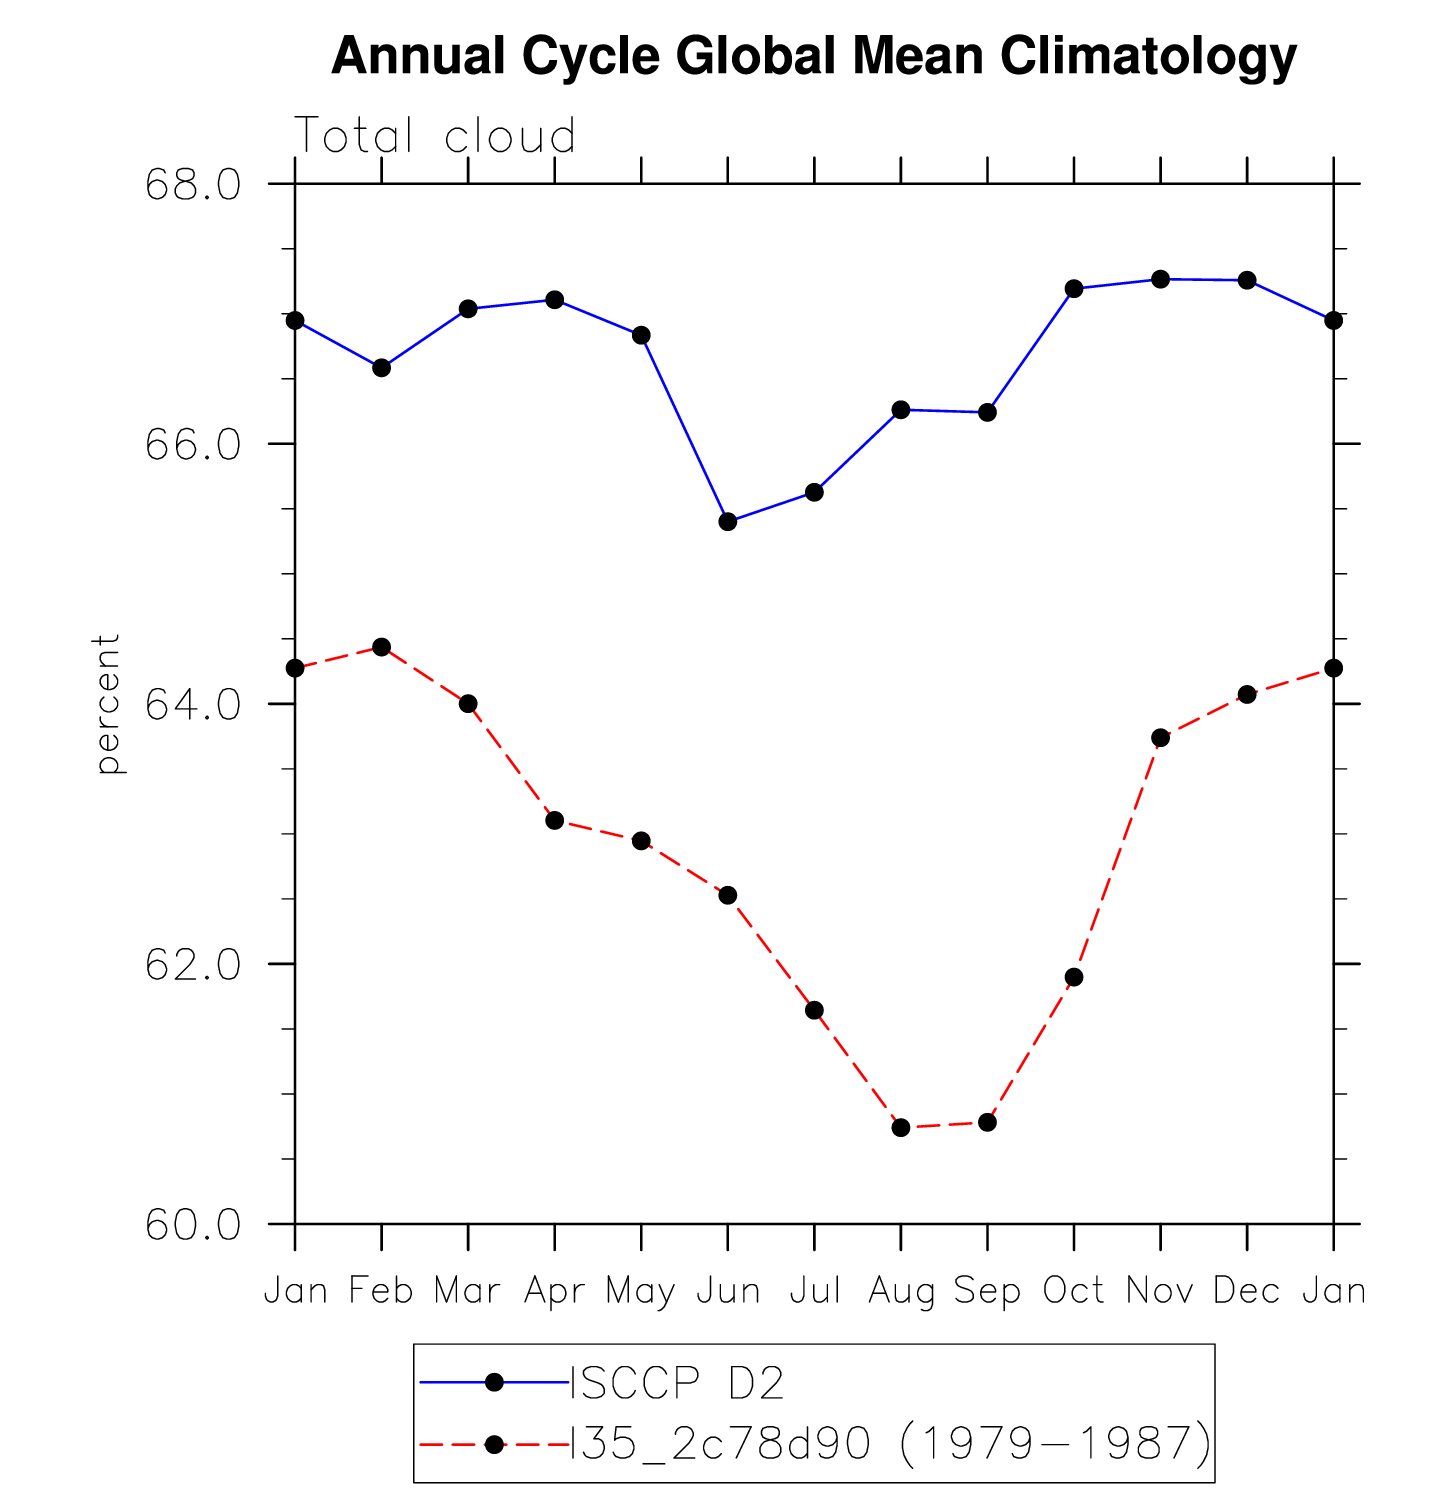 Annual Cycle Global Mean Climatology
Total cloud
68.0
66.0
64.0
62.0
60.0
percent
Jan Feb Mar Apr May Jun Jul Aug Sep Oct Nov Dec Jan
ISCCP D2
I35_2c78d90 (1979-1987)